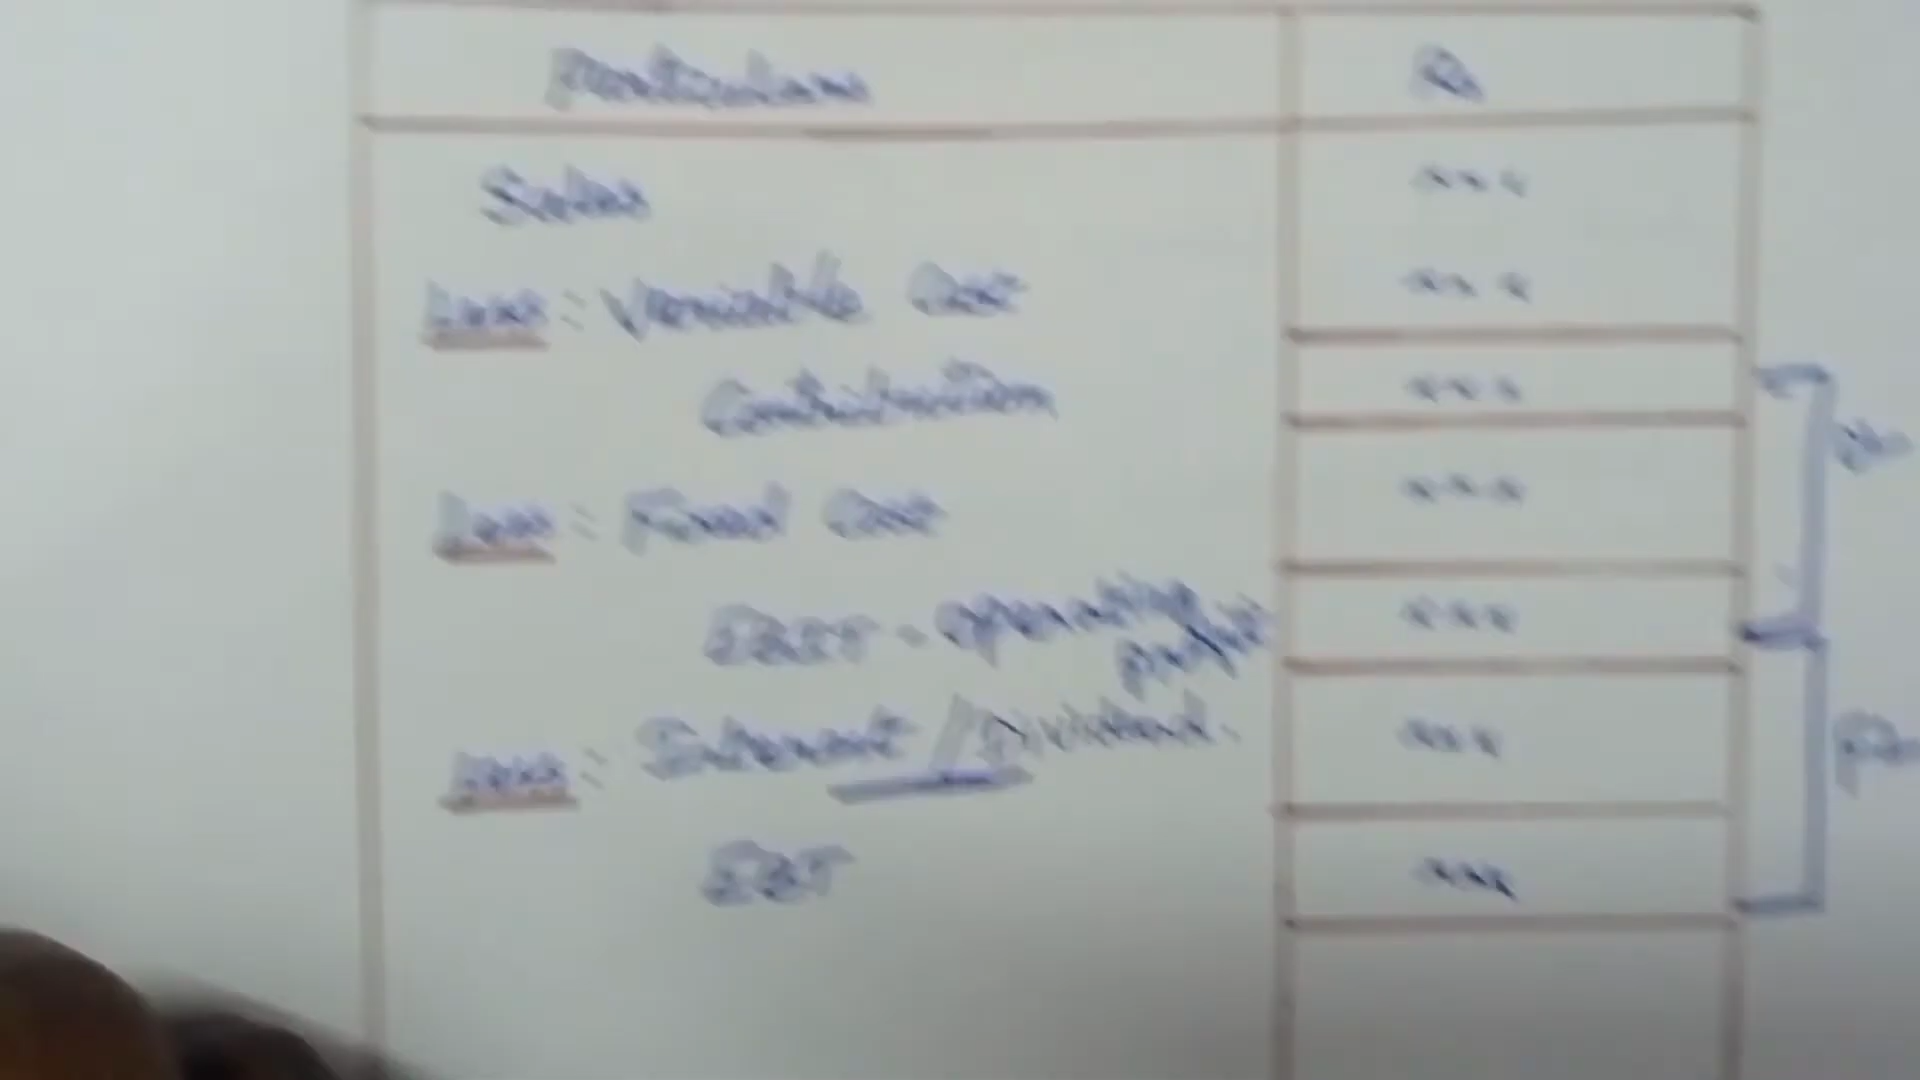 Particulars Rs
Sales xxx
Less: Variable Cost xxx
Contribution xxx
Less: Fixed Cost xxx
EBIT - operating profit xxx
Less: Interest / Dividend. xxx
EBT xxx